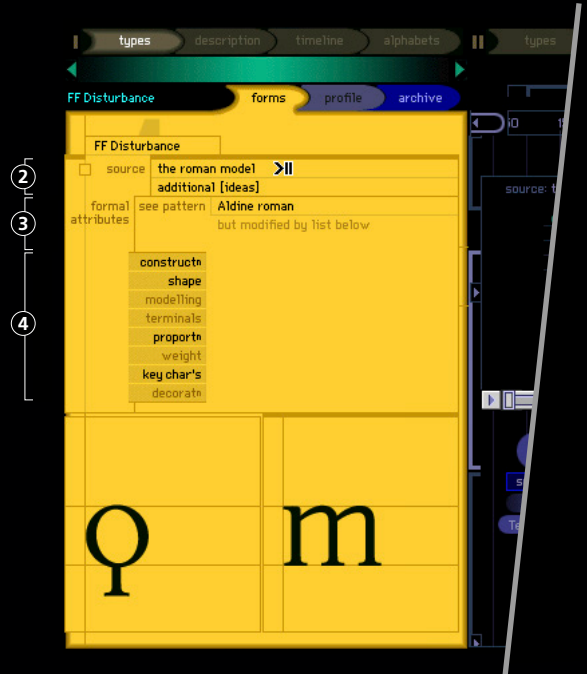 types description timeline alphabets types
FF Disturbance forms profile archive
FF Disturbance
2 source the roman model
additional [ideas]
3 formal attributes see pattern Aldine roman
but modified by list below
4
constructn
shape
modelling
terminals
proportn
weight
key char's
decoratn
source: t
ǫ m